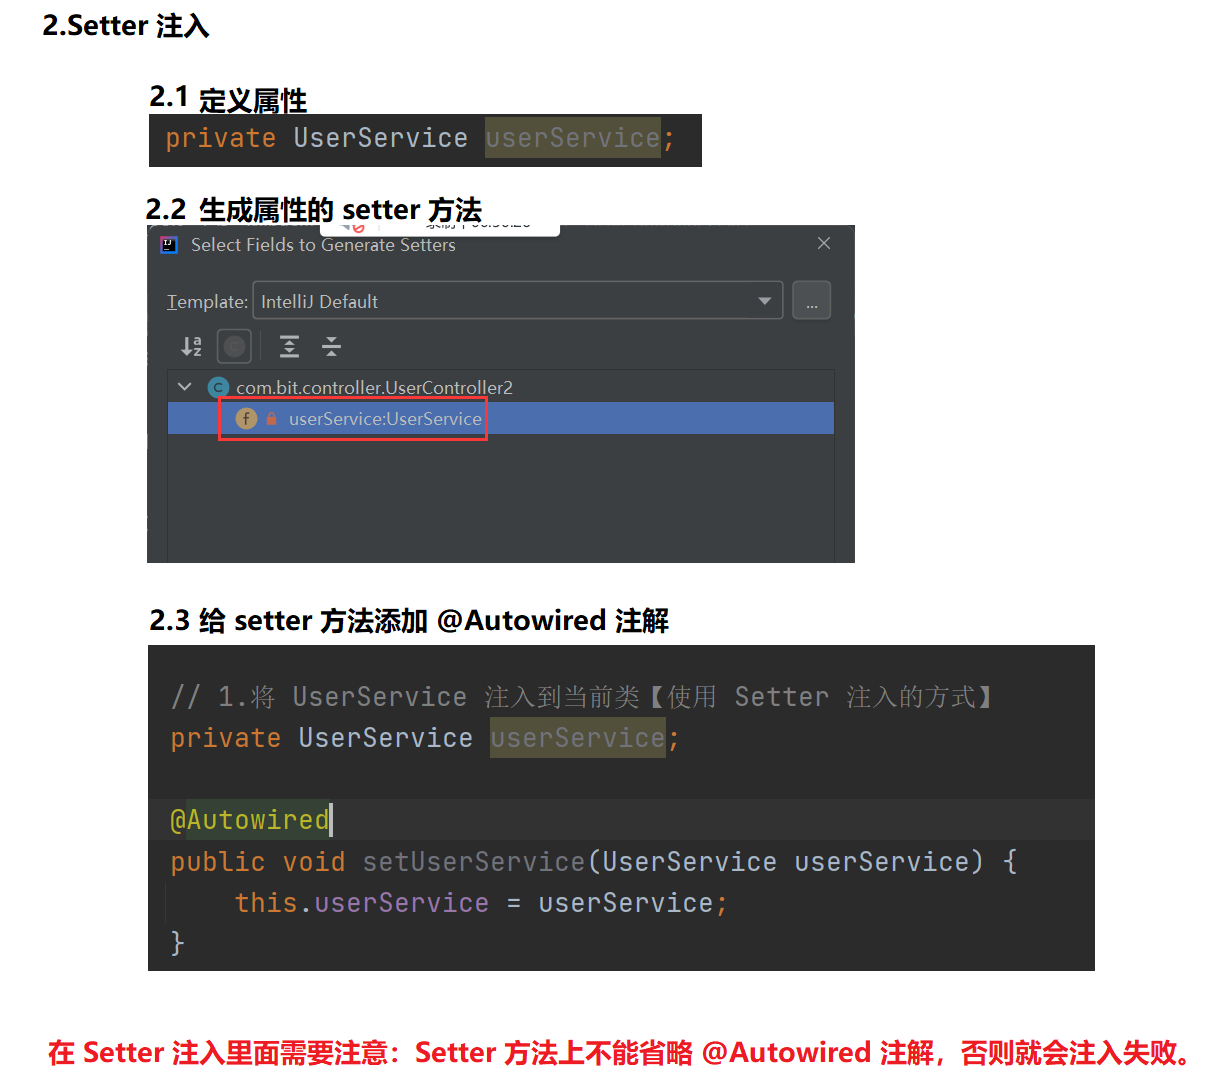 2.Setter 注入
2.1 定义属性
private UserService userService;
2.2 生成属性的 setter 方法
Select Fields to Generate Setters
Template: IntelliJ Default ...
com.bit.controller.UserController2
userService:UserService
2.3 给 setter 方法添加 @Autowired 注解
// 1.将 UserService 注入到当前类【使用 Setter 注入的方式】
private UserService userService;
@Autowired
public void setUserService(UserService userService) {
this.userService = userService;
}
在 Setter 注入里面需要注意：Setter 方法上不能省略 @Autowired 注解，否则就会注入失败。